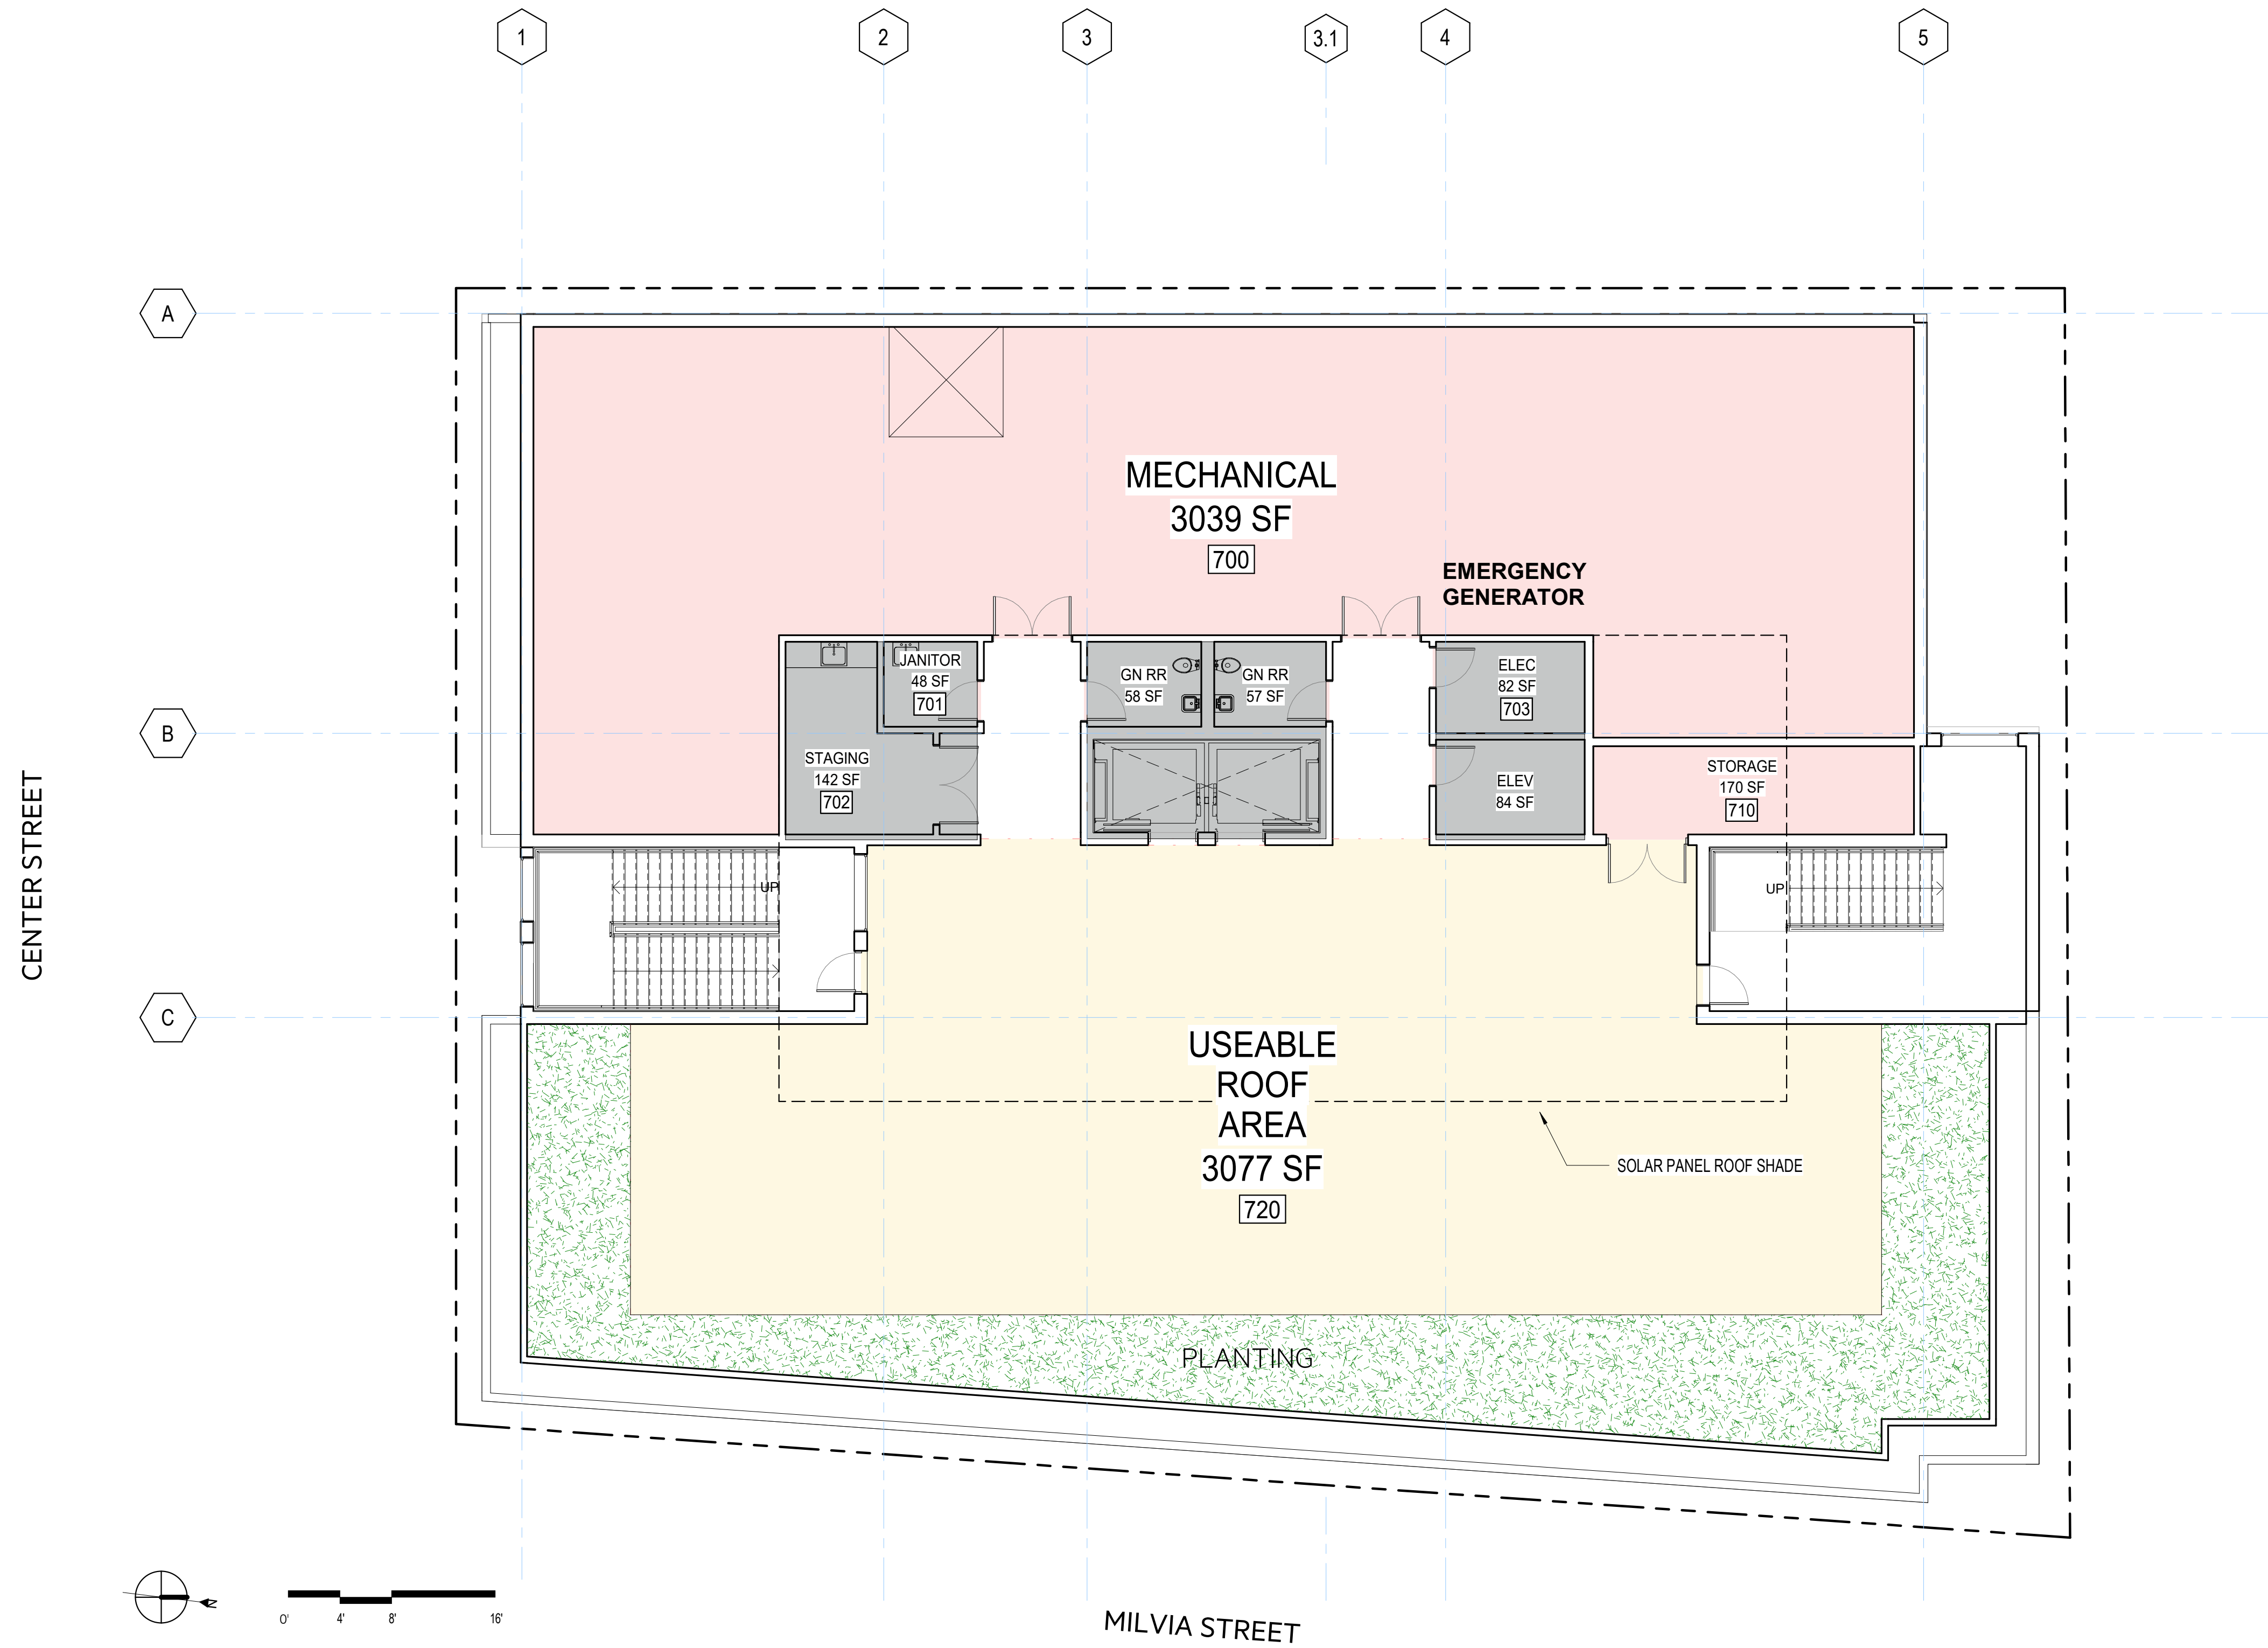 1
2
3
3.1
4
5
A
MECHANICAL
3039 SF
700
EMERGENCY
GENERATOR
JANITOR
48 SF
701
GN RR
58 SF
GN RR
57 SF
ELEC
82 SF
703
B
STAGING
142 SF
702
ELEV
84 SF
STORAGE
170 SF
710
CENTER STREET
UP
UP
C
USEABLE
ROOF
AREA
3077 SF
720
SOLAR PANEL ROOF SHADE
PLANTING
N
0'
4'
8'
16'
MILVIA STREET